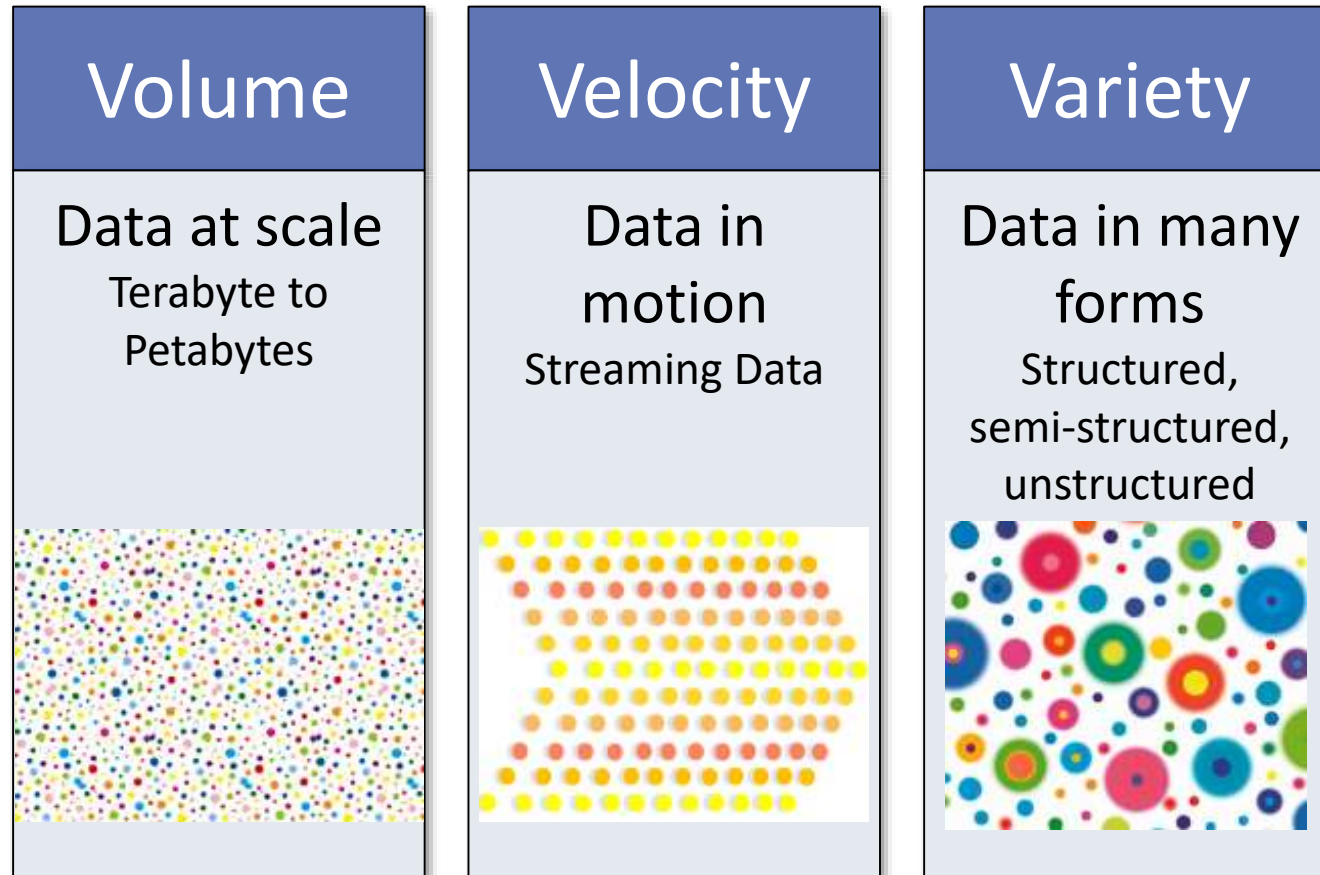 Volume
Data at scale
Terabyte to
Petabytes
Velocity
Data in
motion
Streaming Data
Variety
Data in many
forms
Structured,
semi-structured,
unstructured